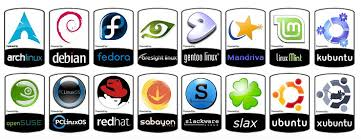 archlinux
debian
fedora
foresight linux
gentoo linux
Mandriva
Linux Mint
kubuntu
openSUSE
PCLinuxOS
PCLinuxOS
redhat
sabayon
S
slackware
slax
ubuntu
xubuntu